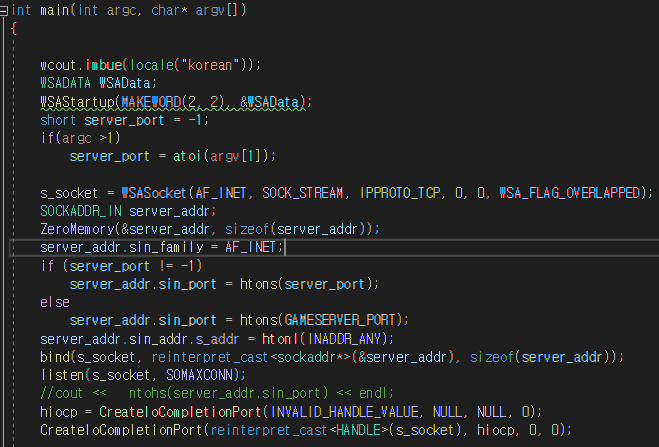 int main(int argc, char* argv[])
{
wcout.imbue(locale("korean"));
WSADATA WSAData;
WSAStartup(MAKEWORD(2, 2), &WSAData);
short server_port = -1;
if(argc >1)
server_port = atoi(argv[1]);
s_socket = WSASocket(AF_INET, SOCK_STREAM, IPPROTO_TCP, 0, 0, WSA_FLAG_OVERLAPPED);
SOCKADDR_IN server_addr;
ZeroMemory(&server_addr, sizeof(server_addr));
server_addr.sin_family = AF_INET;
if (server_port != -1)
server_addr.sin_port = htons(server_port);
else
server_addr.sin_port = htons(GAMESERVER_PORT);
server_addr.sin_addr.s_addr = htonl(INADDR_ANY);
bind(s_socket, reinterpret_cast<sockaddr*>(&server_addr), sizeof(server_addr));
listen(s_socket, SOMAXCONN);
//cout <<  ntohs(server_addr.sin_port) << endl;
hiocp = CreateIoCompletionPort(INVALID_HANDLE_VALUE, NULL, NULL, 0);
CreateIoCompletionPort(reinterpret_cast<HANDLE>(s_socket), hiocp, 0, 0);